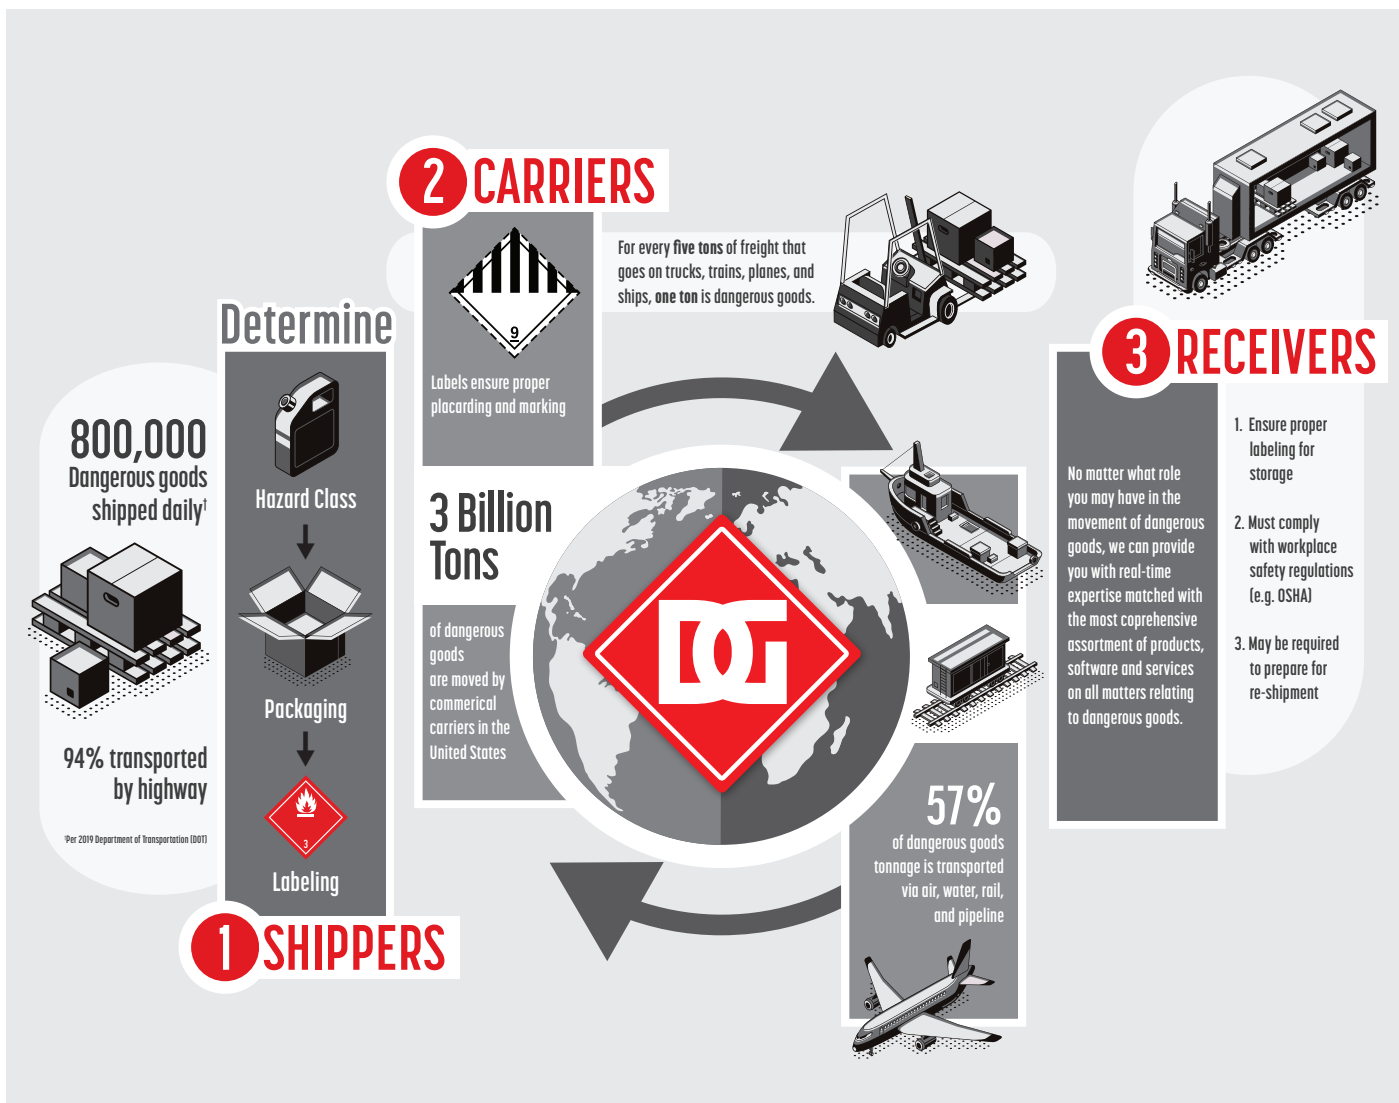 2 CARRIERS
9
Labels ensure proper
placarding and marking
For every five tons of freight that
goes on trucks, trains, planes, and
ships, one ton is dangerous goods.
Determine
Hazard Class
Packaging
3
Labeling
1 SHIPPERS
800,000
Dangerous goods
shipped daily†
94% transported
by highway
†Per 2019 Department of Transportation (DOT)
3 Billion
Tons
of dangerous
goods
are moved by
commerical
carriers in the
United States
DG
57%
of dangerous goods
tonnage is transported
via air, water, rail,
and pipeline
3 RECEIVERS
No matter what role
you may have in the
movement of dangerous
goods, we can provide
you with real-time
expertise matched with
the most coprehensive
assortment of products,
software and services
on all matters relating
to dangerous goods.
1. Ensure proper
labeling for
storage
2. Must comply
with workplace
safety regulations
(e.g. OSHA)
3. May be required
to prepare for
re-shipment